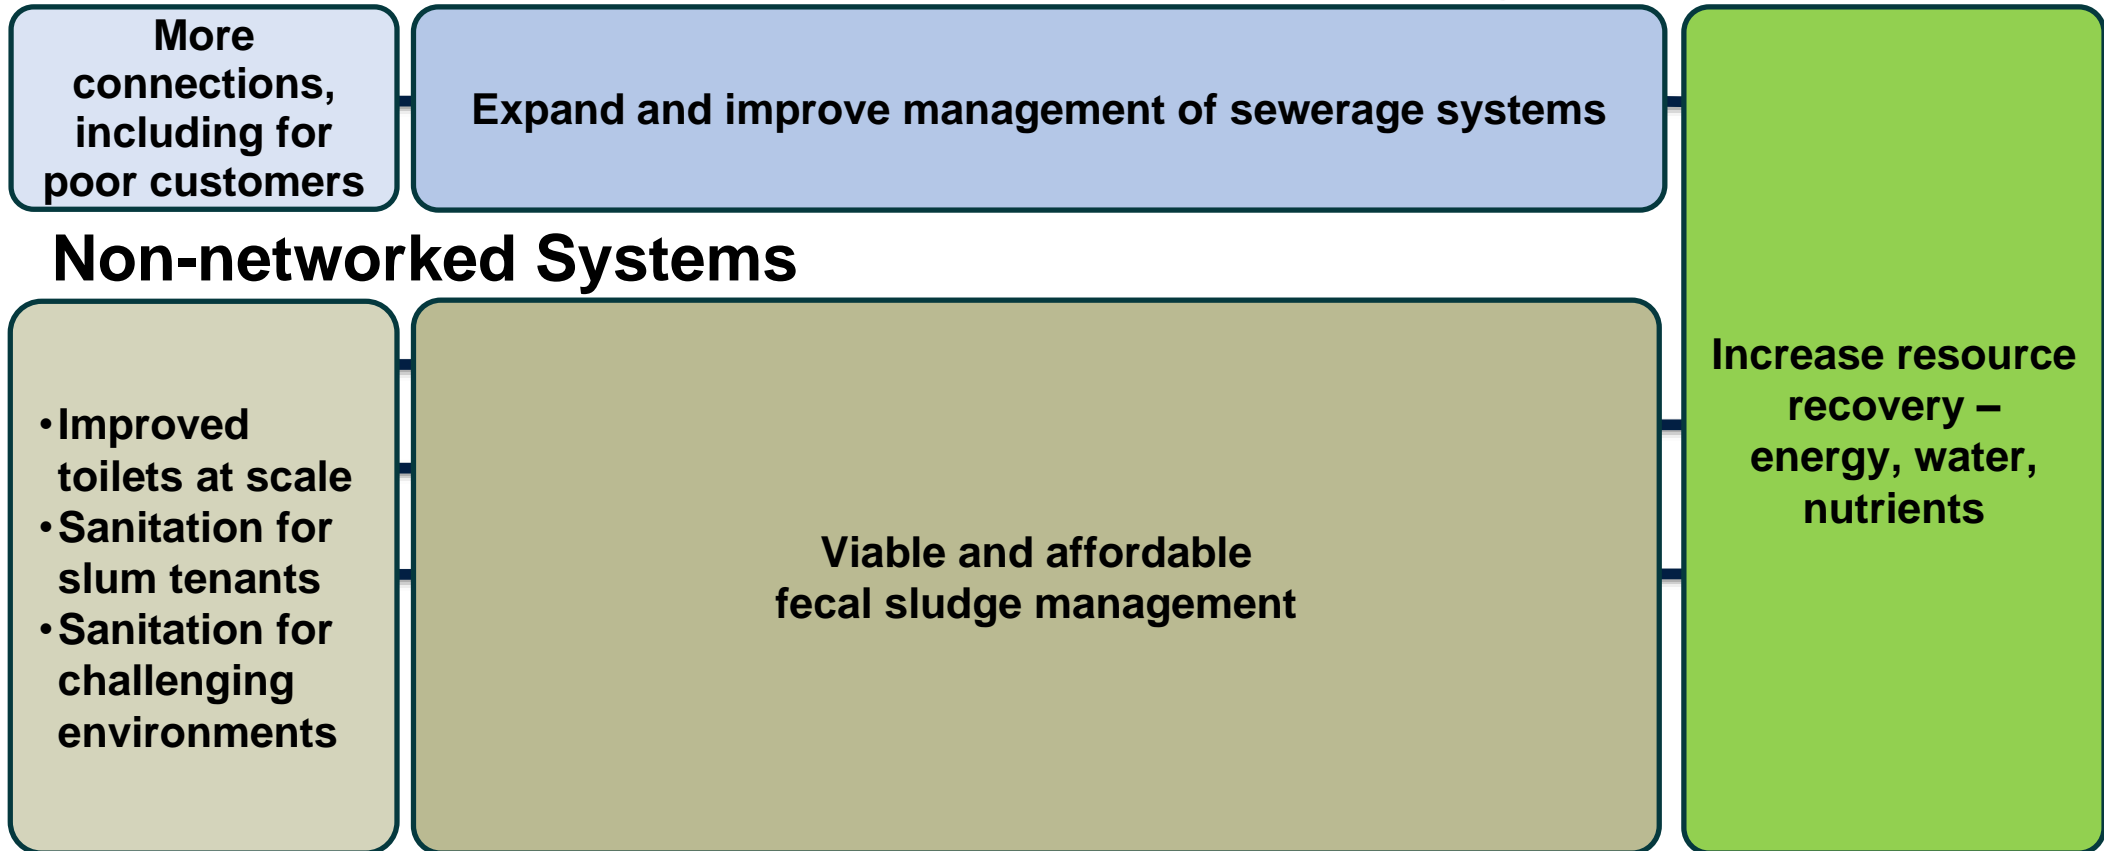 More
connections,
including for
poor customers
Expand and improve management of sewerage systems
Non-networked Systems
•Improved
toilets at scale
•Sanitation for
slum tenants
•Sanitation for
challenging
environments
Viable and affordable
fecal sludge management
Increase resource
recovery –
energy, water,
nutrients